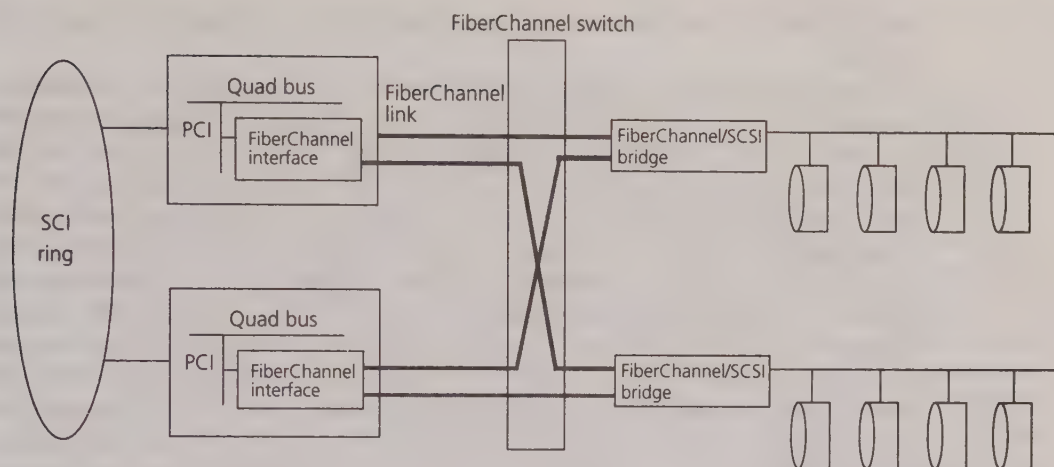 FiberChannel switch
Quad bus
FiberChannel
link
PCI
FiberChannel
interface
FiberChannel/SCSI
bridge
SCI
ring
Quad bus
PCI
FiberChannel
interface
FiberChannel/SCSI
bridge